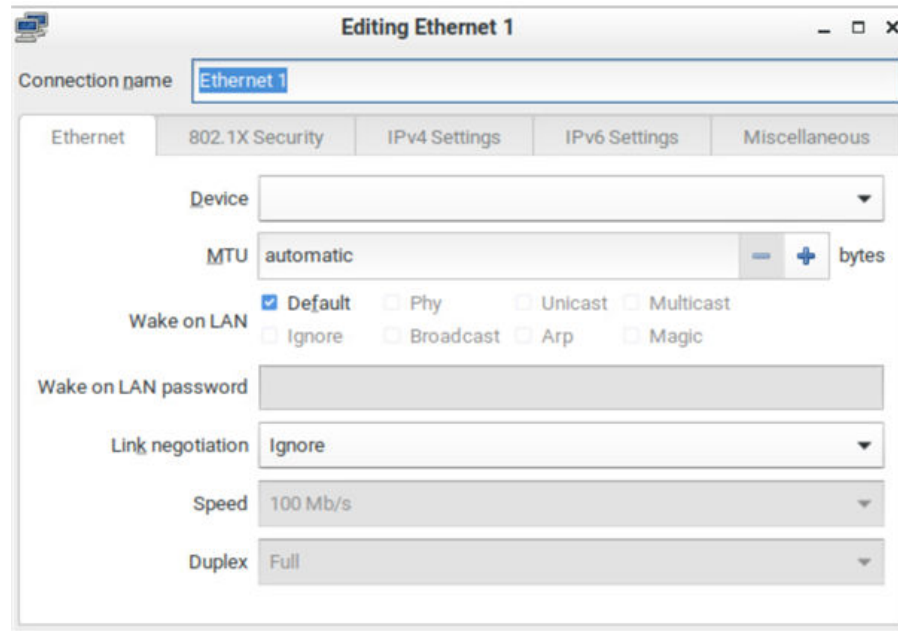 Editing Ethernet 1
Connection name Ethernet 1
Ethernet 802.1X Security IPv4 Settings IPv6 Settings Miscellaneous
Device
MTU automatic bytes
Wake on LAN
Default Phy Unicast Multicast
Ignore Broadcast Arp Magic
Wake on LAN password
Link negotiation Ignore
Speed 100 Mb/s
Duplex Full